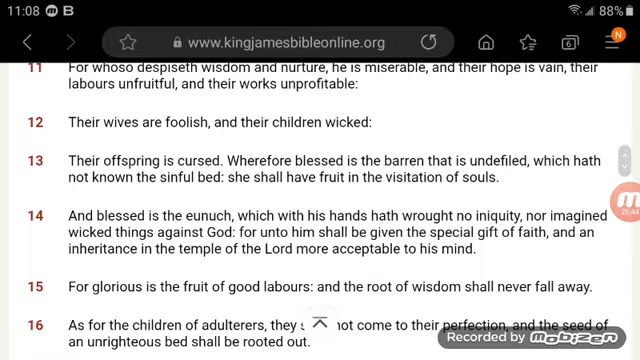 11:08 B 88%
www.kingjamesbibleonline.org 6 N
11 For whoso despiseth wisdom and nurture, he is miserable, and their hope is vain, their
labours unfruitful, and their works unprofitable:
12 Their wives are foolish, and their children wicked:
13 Their offspring is cursed. Wherefore blessed is the barren that is undefiled, which hath
not known the sinful bed: she shall have fruit in the visitation of souls.
26:44
14 And blessed is the eunuch, which with his hands hath wrought no iniquity, nor imagined
wicked things against God: for unto him shall be given the special gift of faith, and an
inheritance in the temple of the Lord more acceptable to his mind.
15 For glorious is the fruit of good labours: and the root of wisdom shall never fall away.
16 As for the children of adulterers, they not come to their perfection, and the seed of
an unrighteous bed shall be rooted out.
Recorded by mobizen